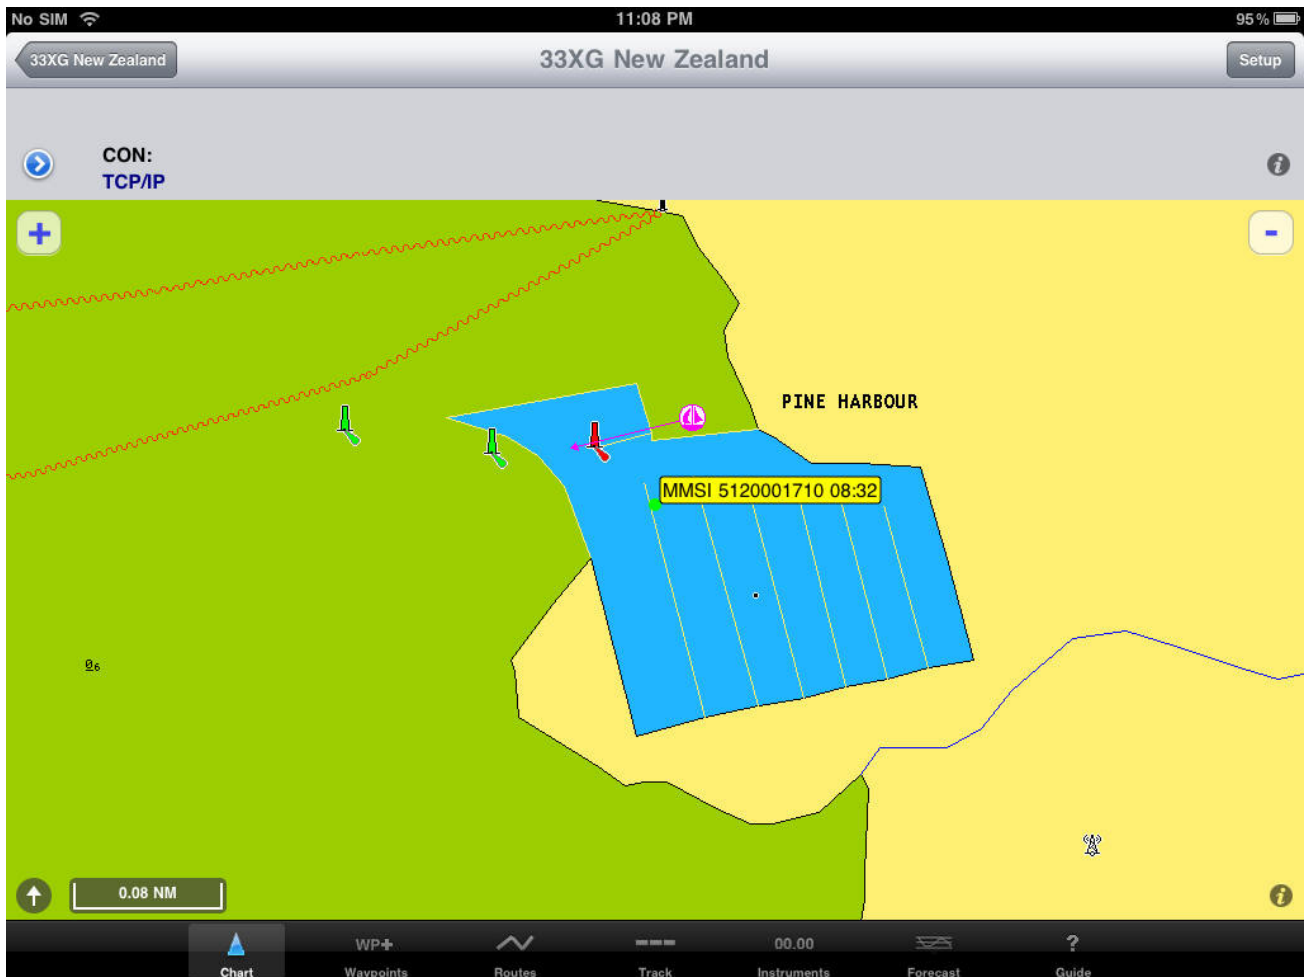 No SIM 11:08 PM 95%
33XG New Zealand 33XG New Zealand Setup
CON:
TCP/IP
+ -
PINE HARBOUR
MMSI 5120001710 08:32
06
0.08 NM
WP+ 00.00 ?
Chart Waypoints Routes Track Instruments Forecast Guide